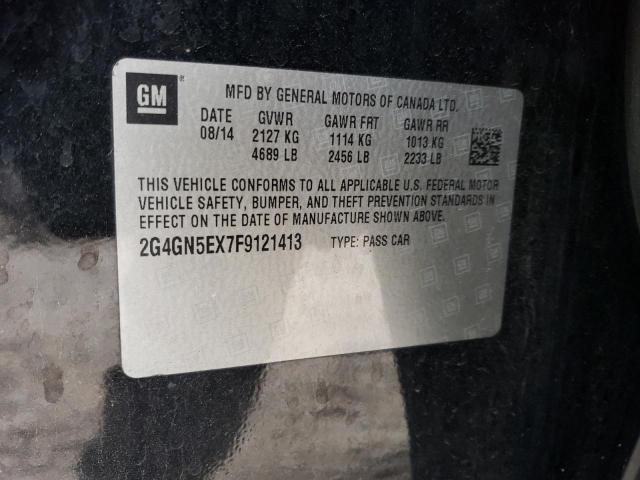 GM
MFD BY GENERAL MOTORS OF CANADA LTD.
DATE GVWR GAWR FRT GAWR RR
08/14 2127 KG 1114 KG 1013 KG
4689 LB 2456 LB 2233 LB
THIS VEHICLE CONFORMS TO ALL APPLICABLE U.S. FEDERAL MOTOR
VEHICLE SAFETY, BUMPER, AND THEFT PREVENTION STANDARDS IN
EFFECT ON THE DATE OF MANUFACTURE SHOWN ABOVE.
2G4GN5EX7F9121413 TYPE: PASS CAR